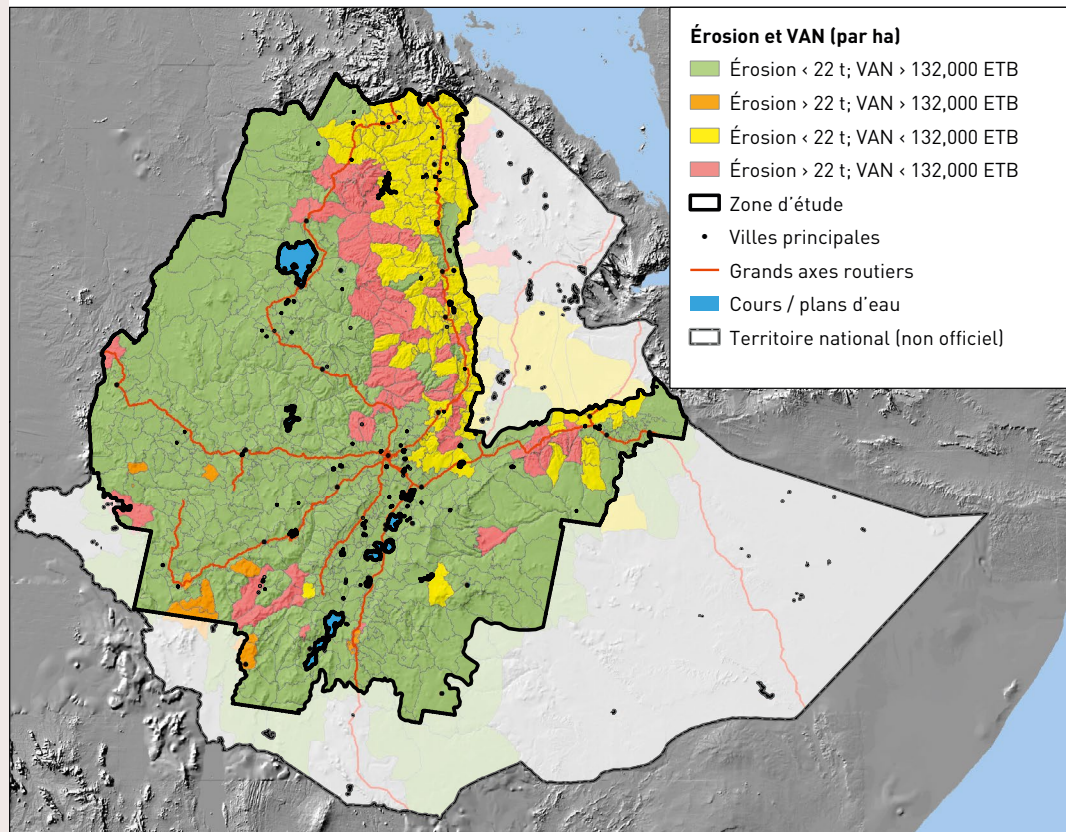 Érosion et VAN (par ha)
Érosion ‹ 22 t; VAN › 132,000 ETB
Érosion › 22 t; VAN › 132,000 ETB
Érosion ‹ 22 t; VAN ‹ 132,000 ETB
Érosion › 22 t; VAN ‹ 132,000 ETB
Zone d’étude
Villes principales
Grands axes routiers
Cours / plans d’eau
Territoire national (non officiel)